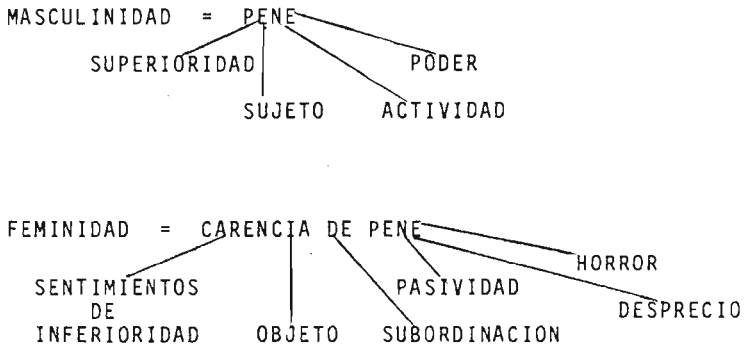 MASCULINIDAD = PENE
SUPERIORIDAD PODER
SUJETO ACTIVIDAD
FEMINIDAD = CARENCIA DE PENE
HORROR
SENTIMIENTOS PASIVIDAD
DE DESPRECIO
INFERIORIDAD OBJETO SUBORDINACION